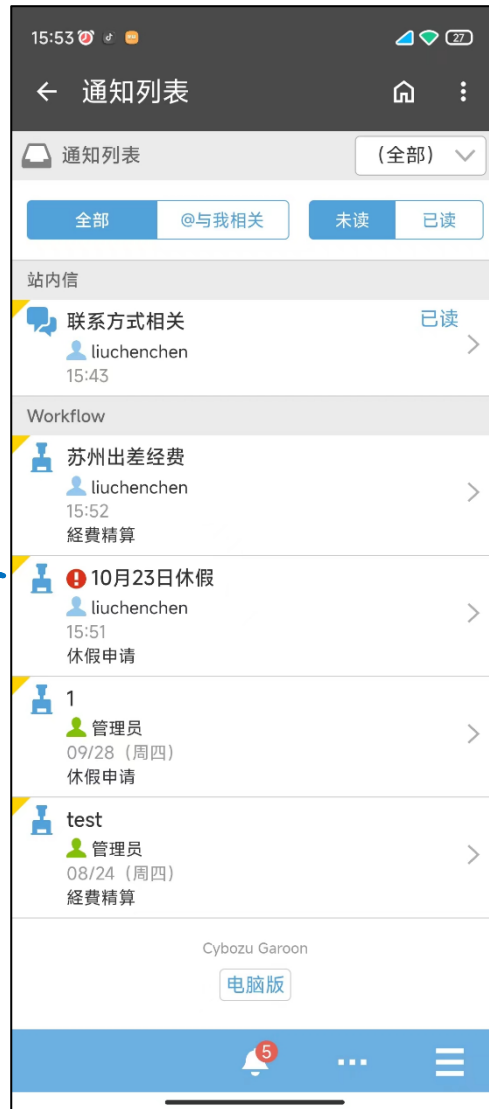 15:53
27
通知列表
通知列表
(全部)
全部
@与我相关
未读
已读
站内信
联系方式相关
已读
liuchenchen
15:43
Workflow
苏州出差经费
liuchenchen
15:52
経費精算
10月23日休假
liuchenchen
15:51
休假申请
1
管理员
09/28（周四）
休假申请
test
管理员
08/24（周四）
経費精算
Cybozu Garoon
电脑版
5